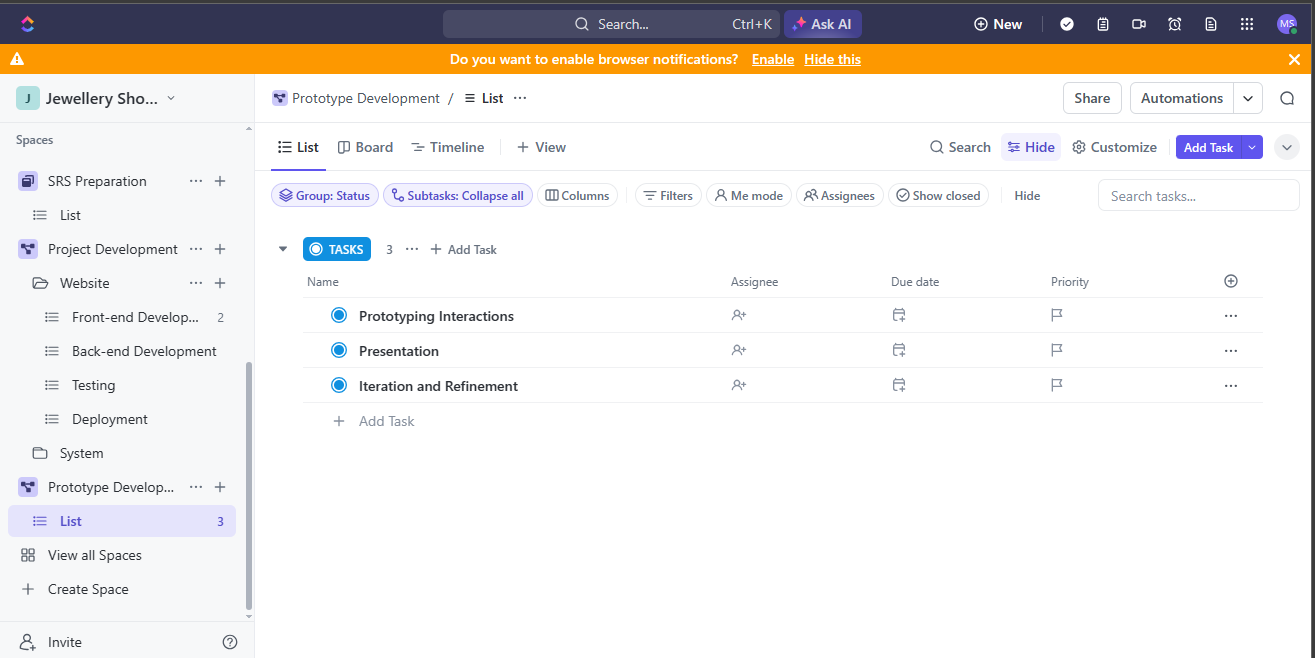 Search... Ctrl+K Ask AI New MS
Do you want to enable browser notifications? Enable Hide this
J Jewellery Sho...
Prototype Development / List ... Share Automations
Spaces
List Board Timeline + View Search Hide Customize Add Task
SRS Preparation ... +
Group: Status Subtasks: Collapse all Columns Filters Me mode Assignees Show closed Hide Search tasks...
List
Project Development ... +
TASKS 3 ... + Add Task
Website ... +
Name Assignee Due date Priority
Front-end Develop... 2
Prototyping Interactions ...
Back-end Development
Presentation ...
Testing
Iteration and Refinement ...
Deployment
+ Add Task
System
Prototype Develop... ... +
List 3
View all Spaces
+ Create Space
Invite ?